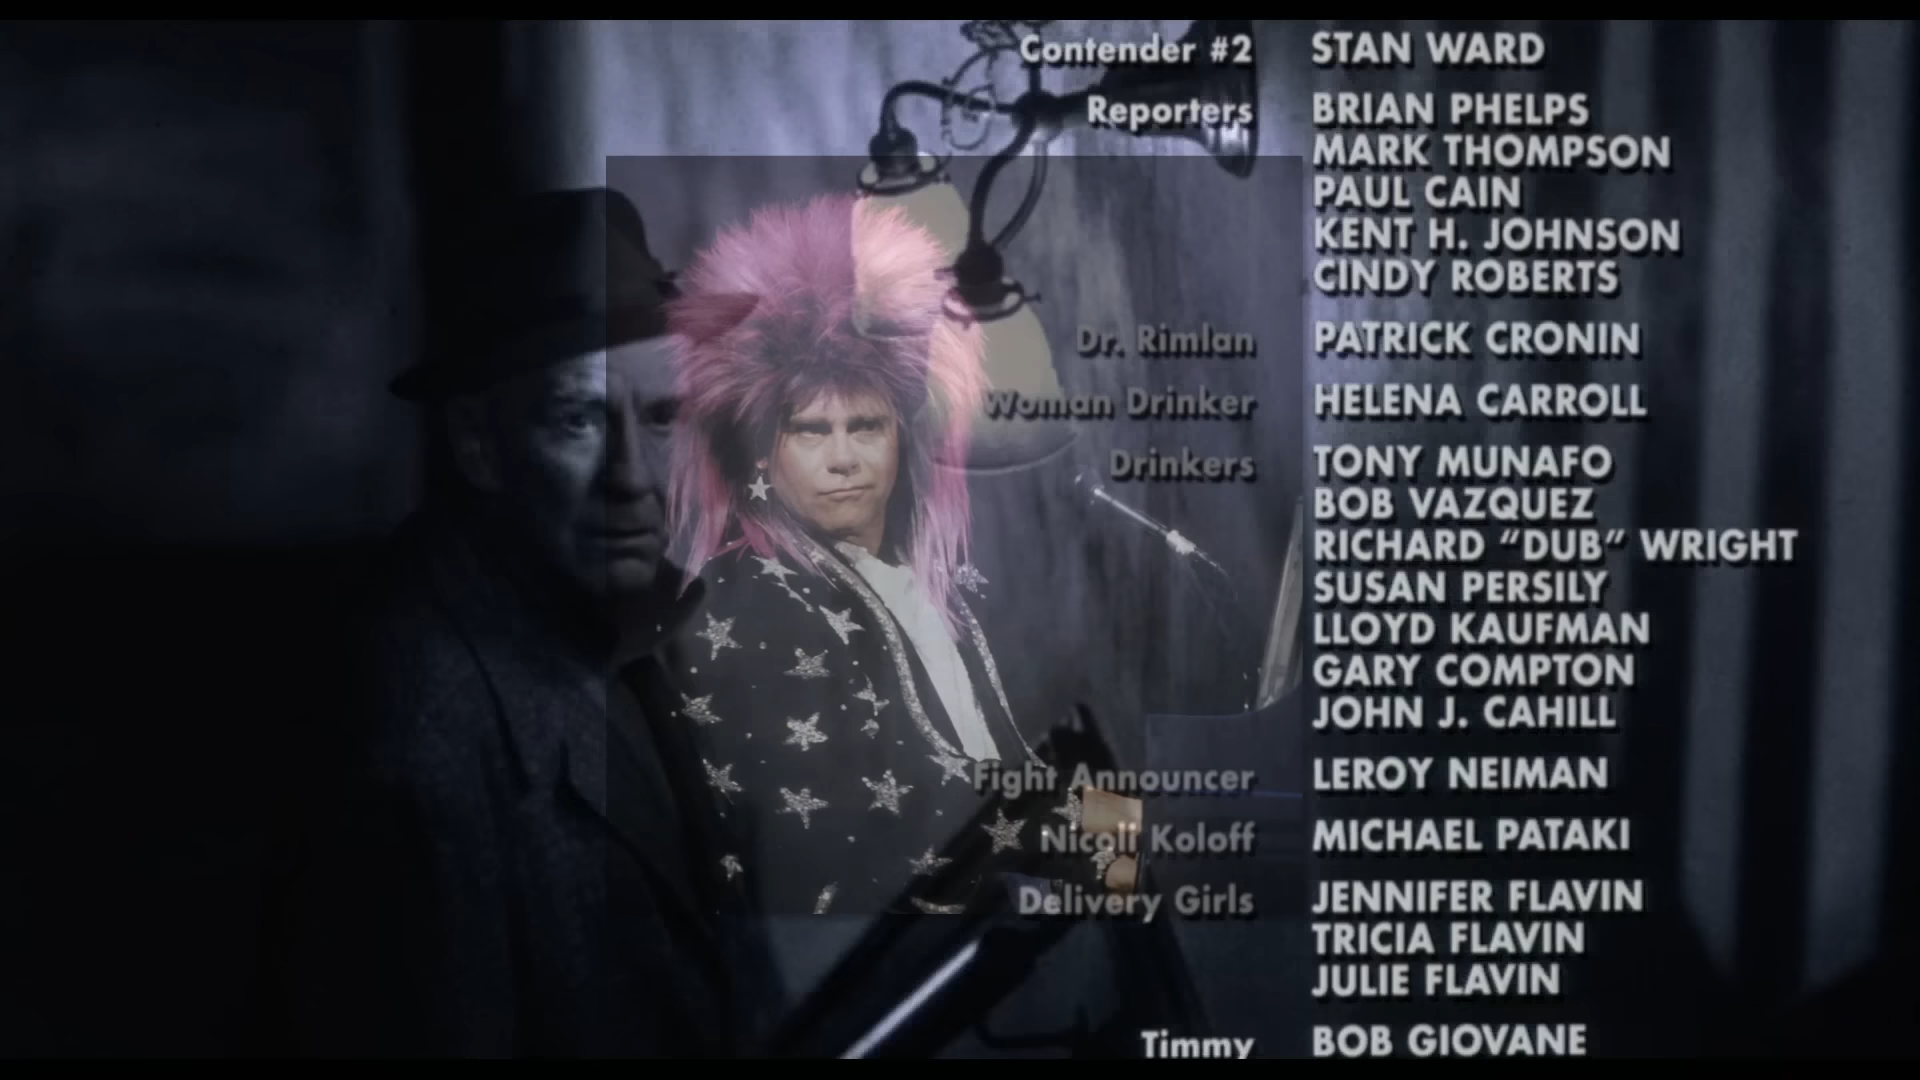 Contender #2 STAN WARD
Reporters BRIAN PHELPS
MARK THOMPSON
PAUL CAIN
KENT H. JOHNSON
CINDY ROBERTS
Dr. Rimlan PATRICK CRONIN
Woman Drinker HELENA CARROLL
Drinkers TONY MUNAFO
BOB VAZQUEZ
RICHARD “DUB” WRIGHT
SUSAN PERSILY
LLOYD KAUFMAN
GARY COMPTON
JOHN J. CAHILL
Fight Announcer LEROY NEIMAN
Nicoli Koloff MICHAEL PATAKI
Delivery Girls JENNIFER FLAVIN
TRICIA FLAVIN
JULIE FLAVIN
Timmy BOB GIOVANE